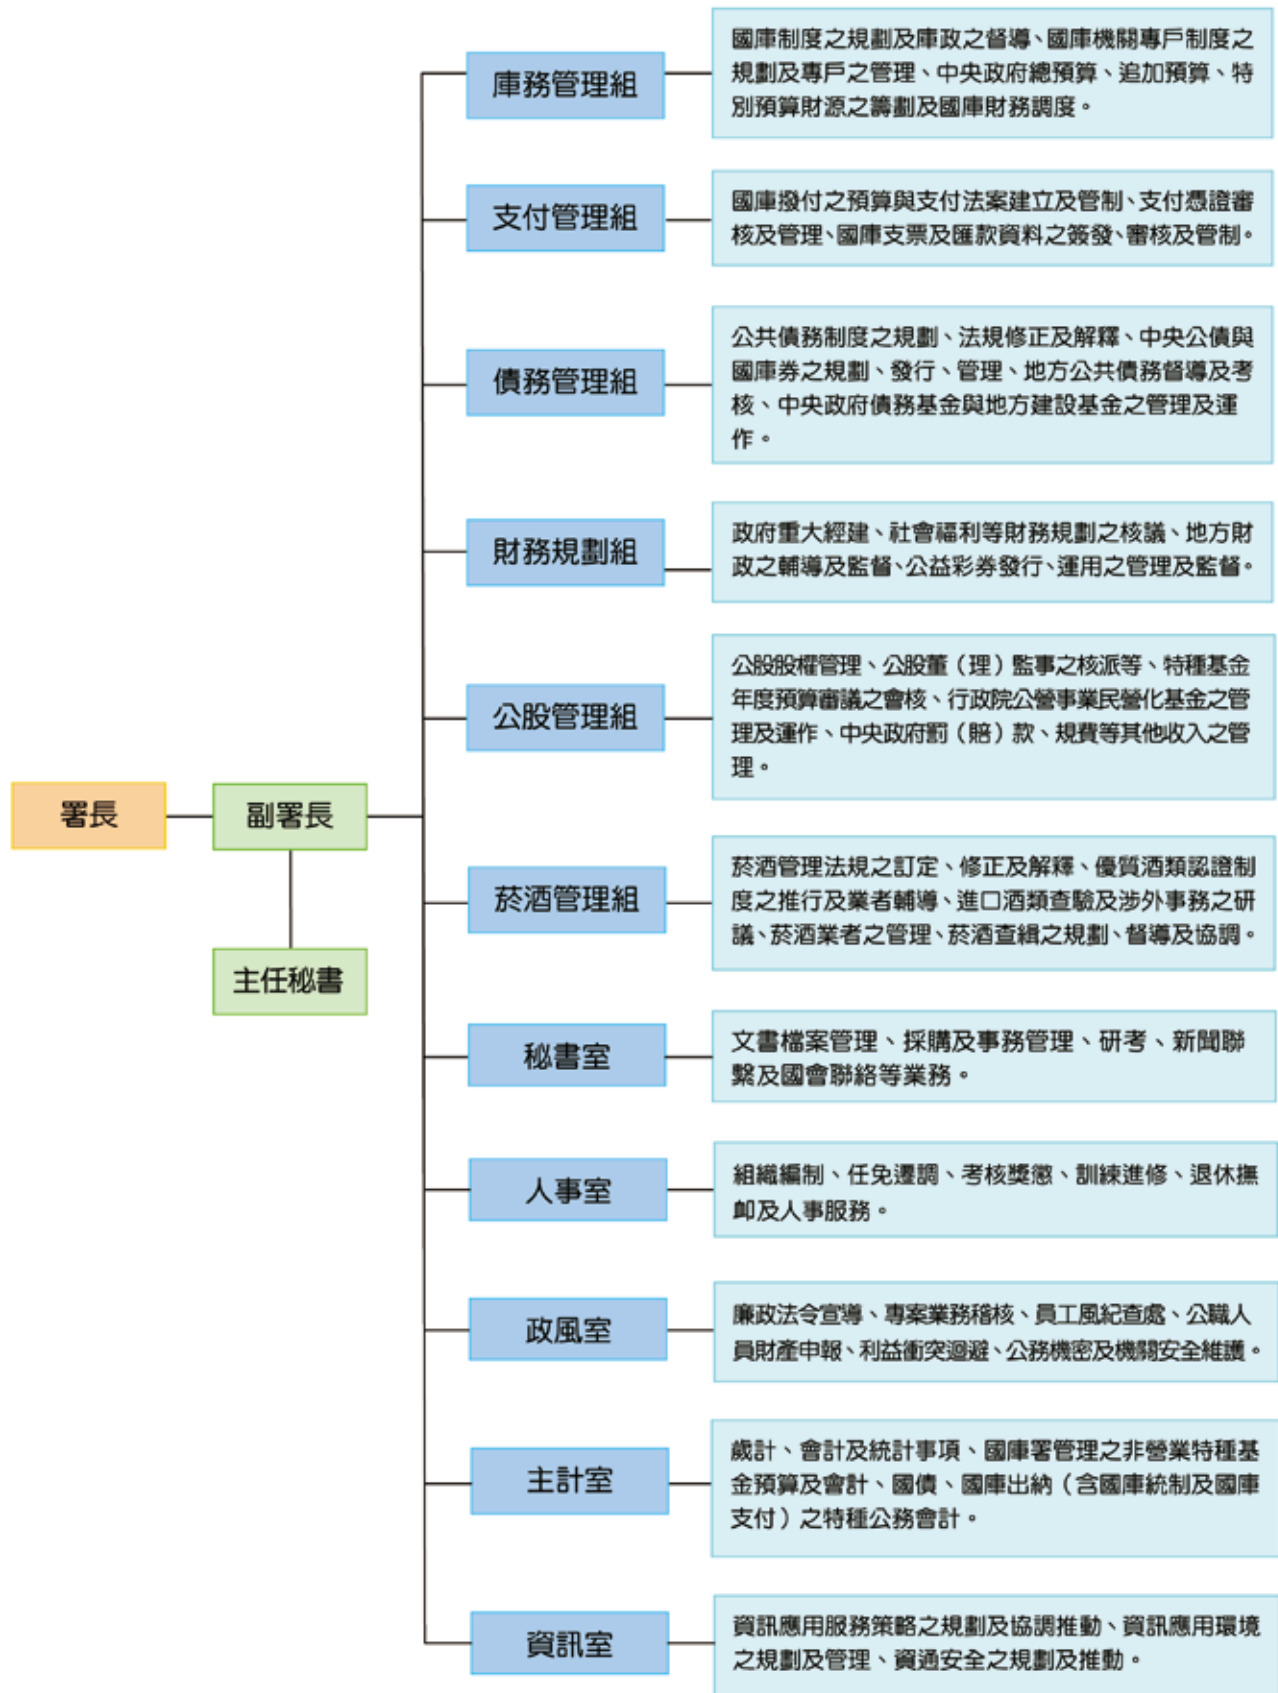 署長
副署長
主任秘書
庫務管理組
國庫制度之規劃及庫政之督導、國庫機關專戶制度之
規劃及專戶之管理、中央政府總預算、追加預算、特
別預算財源之籌劃及國庫財務調度。
支付管理組
國庫撥付之預算與支付法案建立及管制、支付憑證審
核及管理、國庫支票及匯款資料之簽發、審核及管制。
債務管理組
公共債務制度之規劃、法規修正及解釋、中央公債與
國庫券之規劃、發行、管理、地方公共債務督導及考
核、中央政府債務基金與地方建設基金之管理及運
作。
財務規劃組
政府重大經建、社會福利等財務規劃之核議、地方財
政之輔導及監督、公益彩券發行、運用之管理及監督。
公股管理組
公股股權管理、公股董（理）監事之核派等、特種基金
年度預算審議之會核、行政院公營事業民營化基金之管
理及運作、中央政府罰（賠）款、規費等其他收入之管
理。
菸酒管理組
菸酒管理法規之訂定、修正及解釋、優質酒類認證制
度之推行及業者輔導、進口酒類查驗及涉外事務之研
議、菸酒業者之管理、菸酒查緝之規劃、督導及協調。
秘書室
文書檔案管理、採購及事務管理、研考、新聞聯
繫及國會聯絡等業務。
人事室
組織編制、任免遷調、考核獎懲、訓練進修、退休撫
卹及人事服務。
政風室
廉政法令宣導、專案業務稽核、員工風紀查處、公職人
員財產申報、利益衝突迴避、公務機密及機關安全維護。
主計室
歲計、會計及統計事項、國庫署管理之非營業特種基
金預算及會計、國債、國庫出納（含國庫統制及國庫
支付）之特種公務會計。
資訊室
資訊應用服務策略之規劃及協調推動、資訊應用環境
之規劃及管理、資通安全之規劃及推動。